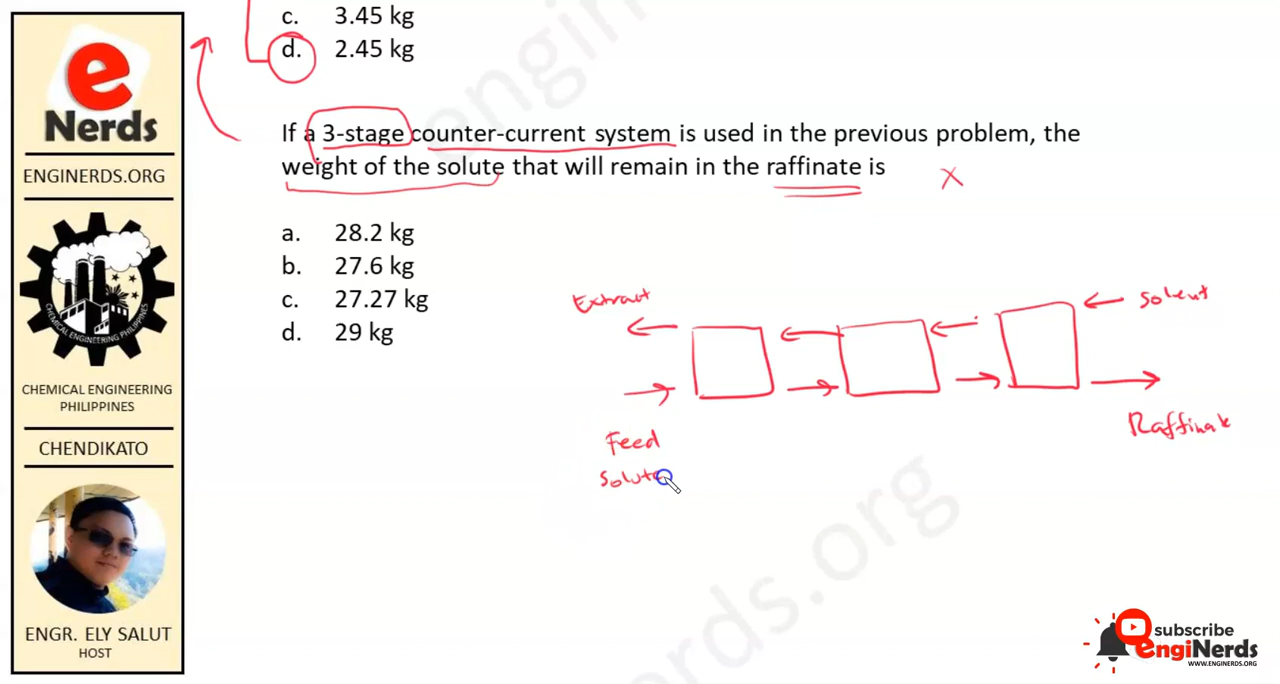 c. 3.45 kg
d. 2.45 kg
e
Nerds
ENGINERDS.ORG
If a 3-stage counter-current system is used in the previous problem, the
weight of the solute that will remain in the raffinate is
X
a. 28.2 kg
b. 27.6 kg
c. 27.27 kg
d. 29 kg
CHEMICAL ENGINEERING PHILIPPINES
CHEMICAL ENGINEERING
PHILIPPINES
CHENDIKATO
Extract
Solvent
Feed
Solute
Raffinate
ENGR. ELY SALUT
HOST
enginerds.org
subscribe
engiNerds
WWW.ENGINERDS.ORG